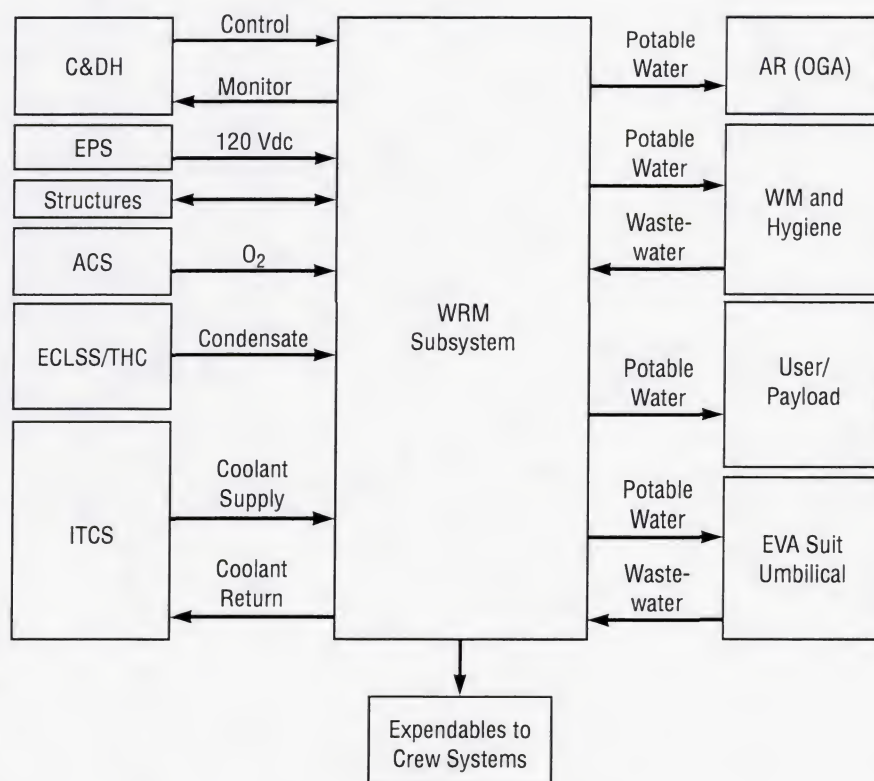 C&DH
Control
Monitor
EPS
120 Vdc
Structures
ACS
O2
ECLSS/THC
Condensate
ITCS
Coolant
Supply
Coolant
Return
WRM
Subsystem
Potable
Water
AR (OGA)
Potable
Water
Waste-
water
WM and
Hygiene
Potable
Water
User/
Payload
Potable
Water
Waste-
water
EVA Suit
Umbilical
Expendables to
Crew Systems